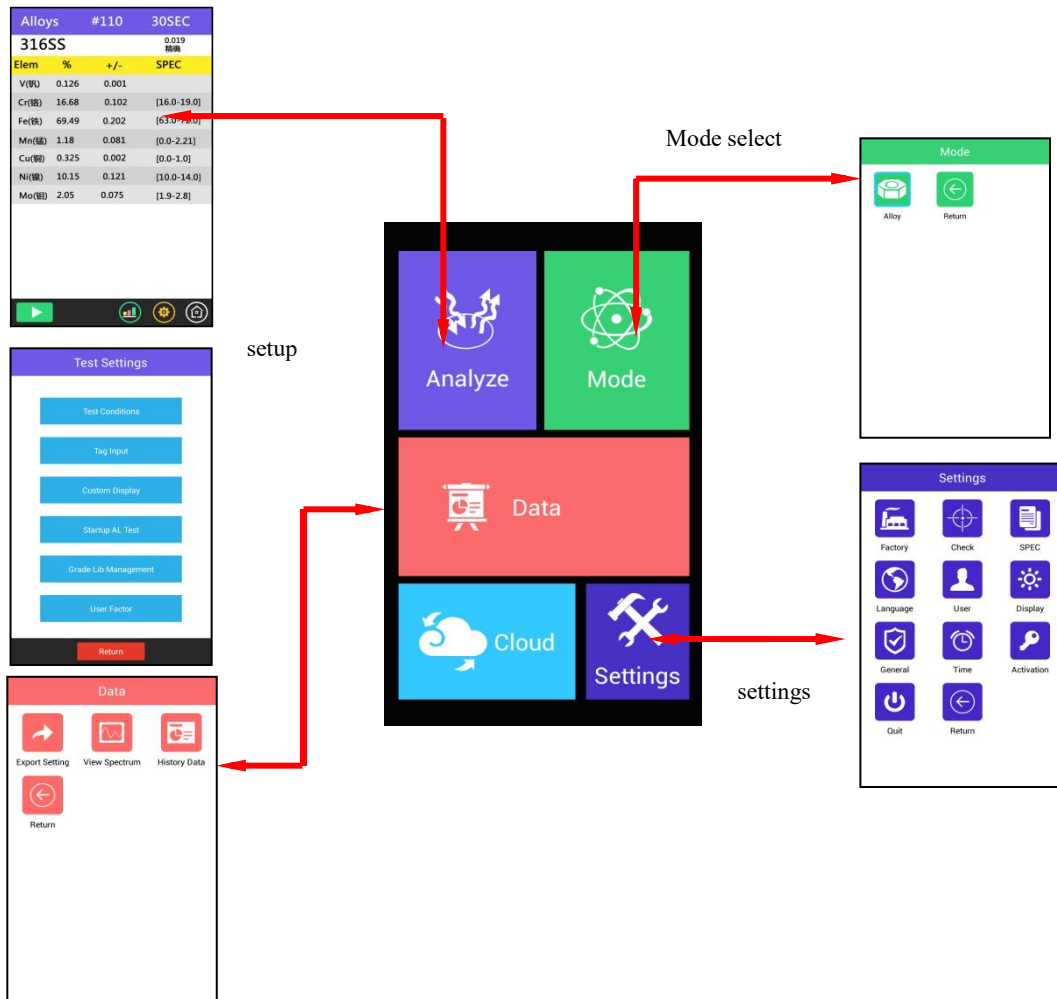 Alloys #110 30SEC
316SS 0.019
精确
Elem % +/- SPEC
V(钒) 0.126 0.001
Cr(铬) 16.68 0.102 [16.0-19.0]
Fe(铁) 69.49 0.202
Mn(锰) 1.18 0.081 [0.0-2.21]
Cu(铜) 0.325 0.002 [0.0-1.0]
Ni(镍) 10.15 0.121 [10.0-14.0]
Mo(钼) 2.05 0.075 [1.9-2.8]
Mode select
Mode
Alloy Return
setup
Test Settings
Test Conditions
Tag Input
Custom Display
Startup AL Test
Grade Lib Management
User Factor
Return
Analyze Mode
Data
Cloud
Settings
settings
Settings
Factory Check SPEC
Language User Display
General Time Activation
Quit Return
Data
Export Setting View Spectrum History Data
Return